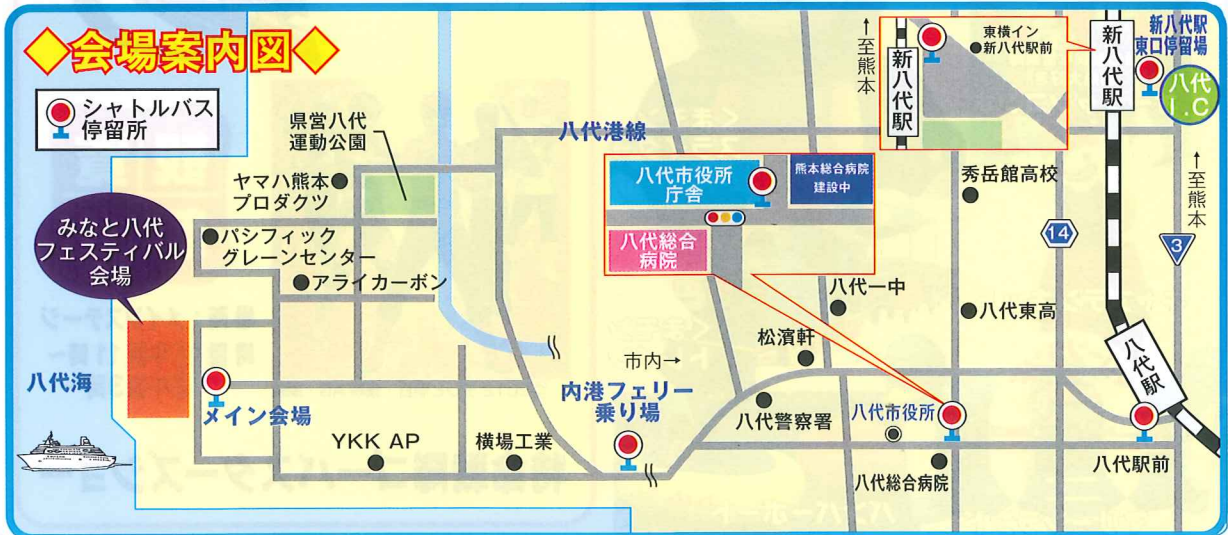 ◆会場案内図◆
シャトルバス
停留所
県営八代
運動公園
ヤマハ熊本
プロダクツ
みなと八代
フェスティバル
会場
パシフィック
グレーンセンター
アライカーボン
八代海
メイン会場
YKK AP
横場工業
八代港線
市内→
内港フェリー
乗り場
八代市役所
庁舎
熊本総合病院
建設中
八代総合
病院
八代一中
松濱軒
八代警察署
八代市役所
八代総合病院
←至熊本
新八代駅
東横イン
新八代駅前
新八代駅
新八代駅
東口停留場
八代
I.C
←至熊本
秀岳館高校
14
3
八代東高
八代駅
八代駅前